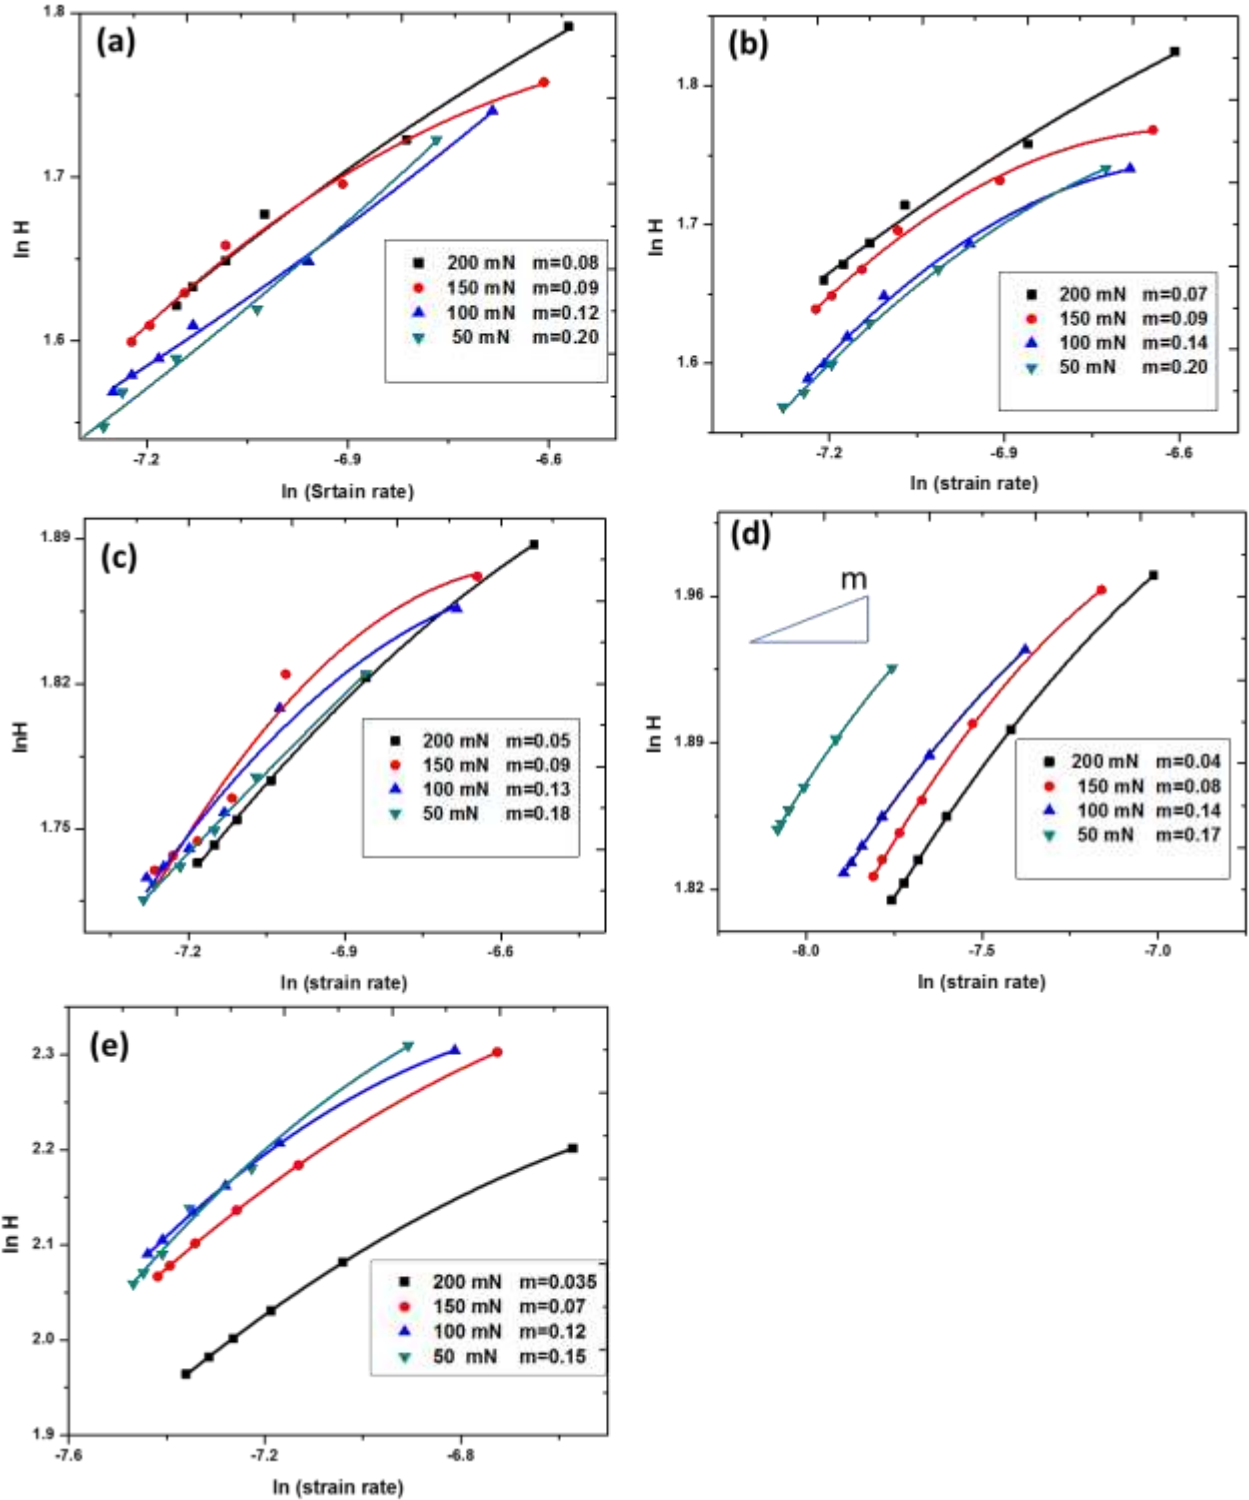 (a)
1.8
1.7
1.6
ln H
-7.2
-6.9
-6.6
ln (Srtain rate)
200 mN m=0.08
150 mN m=0.09
100 mN m=0.12
50 mN m=0.20
(b)
1.8
1.7
1.6
ln H
-7.2
-6.9
-6.6
ln (strain rate)
200 mN m=0.07
150 mN m=0.09
100 mN m=0.14
50 mN m=0.20
(c)
1.89
1.82
1.75
lnH
-7.2
-6.9
-6.6
ln (strain rate)
200 mN m=0.05
150 mN m=0.09
100 mN m=0.13
50 mN m=0.18
(d)
m
1.96
1.89
1.82
ln H
-8.0
-7.5
-7.0
ln (strain rate)
200 mN m=0.04
150 mN m=0.08
100 mN m=0.14
50 mN m=0.17
(e)
2.3
2.2
2.1
2.0
1.9
ln H
-7.6
-7.2
-6.8
ln (strain rate)
200 mN m=0.035
150 mN m=0.07
100 mN m=0.12
50 mN m=0.15